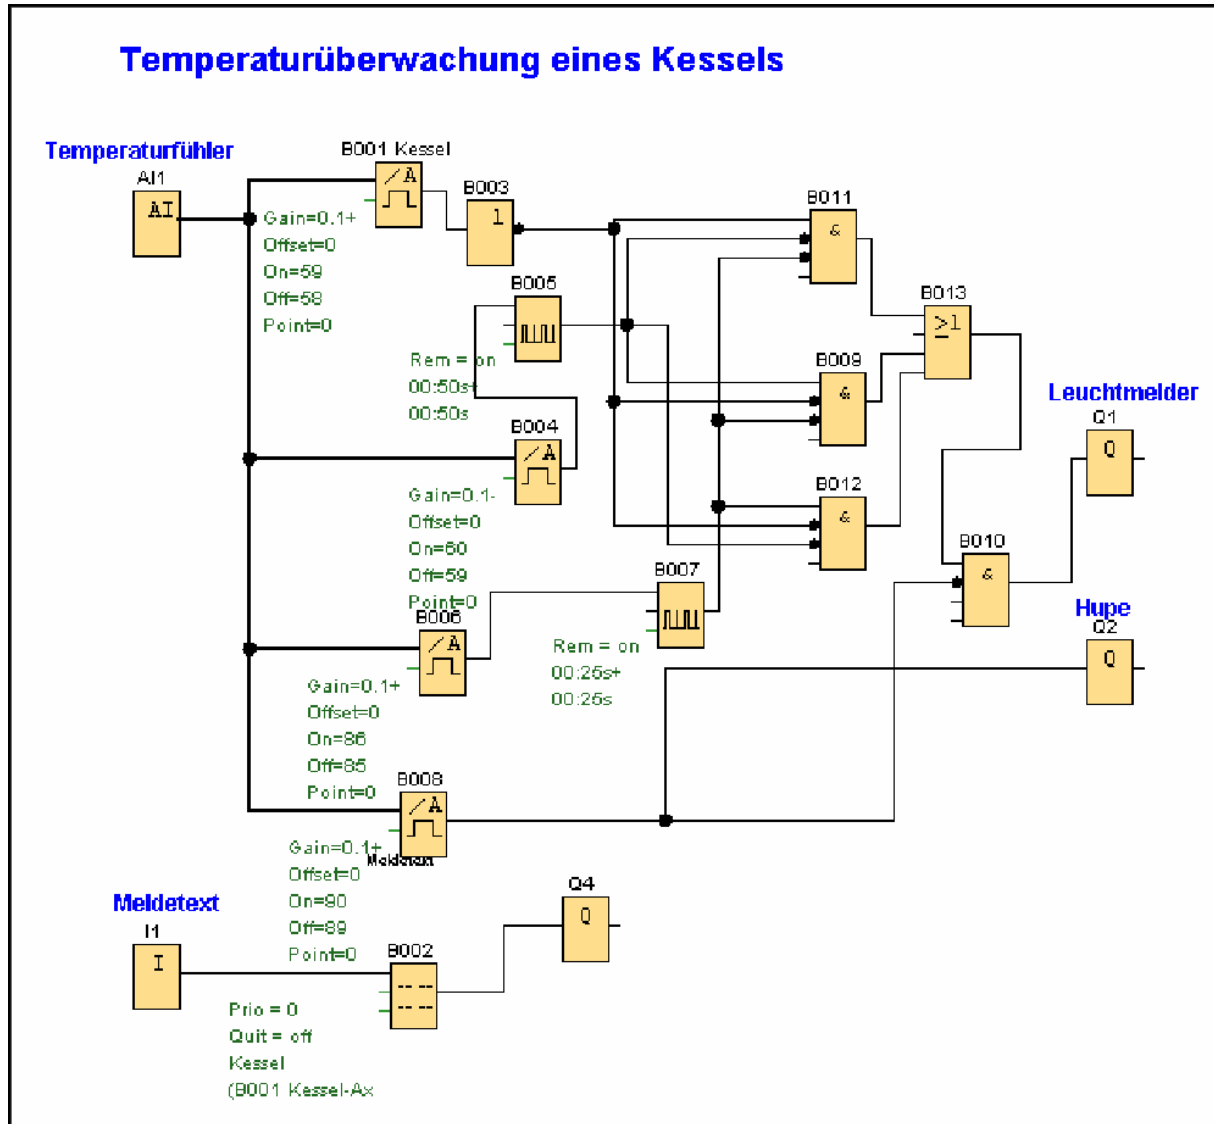 Temperaturüberwachung eines Kessels
Temperaturfühler
AI1
AI
B001 Kessel
/A
Gain=0.1+
Offset=0
On=59
Off=58
Point=0
B003
1
B005
Rem = on
00:50s+
00:50s
B004
/A
Gain=0.1-
Offset=0
On=60
Off=59
Point=0
B011
&
B013
≥1
B009
&
B012
&
Leuchtmelder
Q1
Q
B010
&
B007
Rem = on
00:25s+
00:25s
Hupe
Q2
Q
B006
/A
Gain=0.1+
Offset=0
On=86
Off=85
Point=0
B008
/A
Meldetext
Gain=0.1+
Offset=0
On=90
Off=89
Point=0
Meldetext
I1
I
B002
Q4
Q
Prio = 0
Quit = off
Kessel
(B001 Kessel-Ax